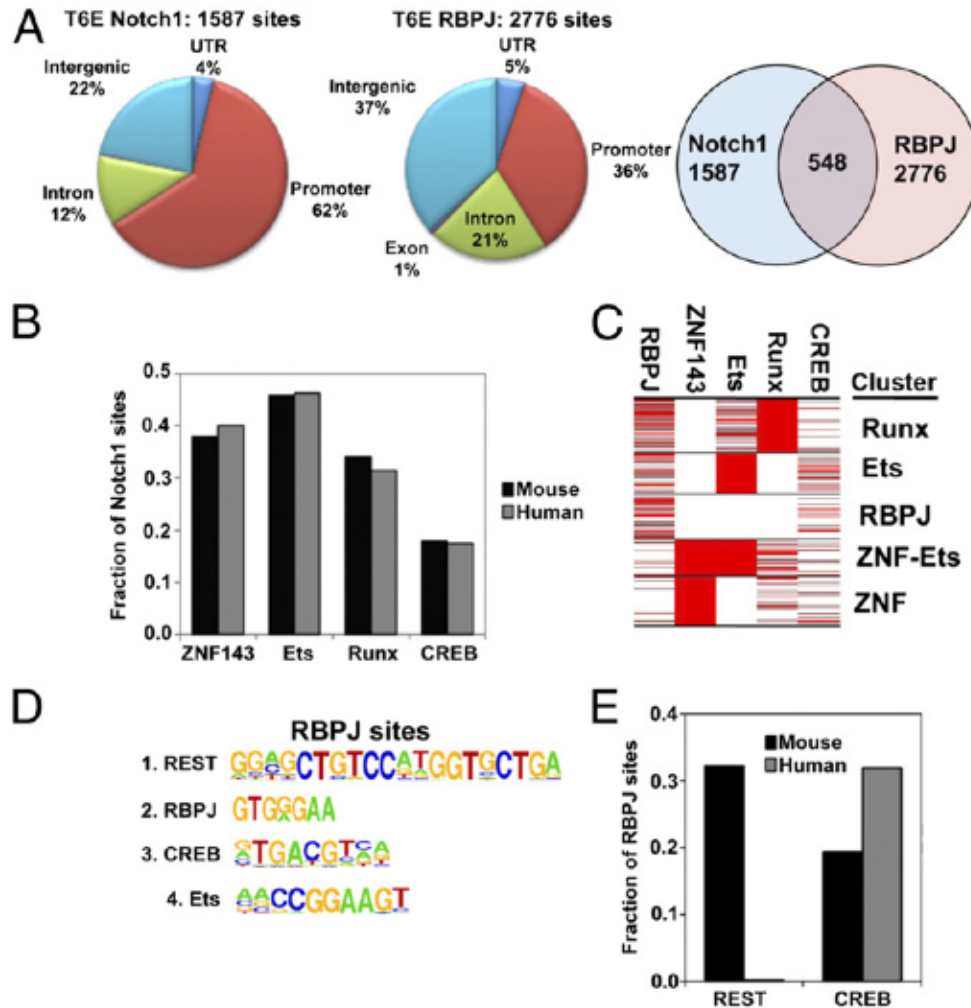 A
T6E Notch1: 1587 sites
UTR
4%
Intergenic
22%
Intron
12%
Promoter
62%
T6E RBPJ: 2776 sites
UTR
5%
Intergenic
37%
Promoter
36%
Intron
21%
Exon
1%
Notch1
1587
548
RBPJ
2776
B
Fraction of Notch1 sites
0.5
0.4
0.3
0.2
0.1
0.0
Mouse
Human
ZNF143 Ets Runx CREB
C
RBPJ ZNF143 Ets Runx CREB
Cluster
Runx
Ets
RBPJ
ZNF-Ets
ZNF
D
RBPJ sites
1. REST
2. RBPJ
3. CREB
4. Ets
E
Fraction of RBPJ sites
0.4
0.3
0.2
0.1
0.0
Mouse
Human
REST CREB